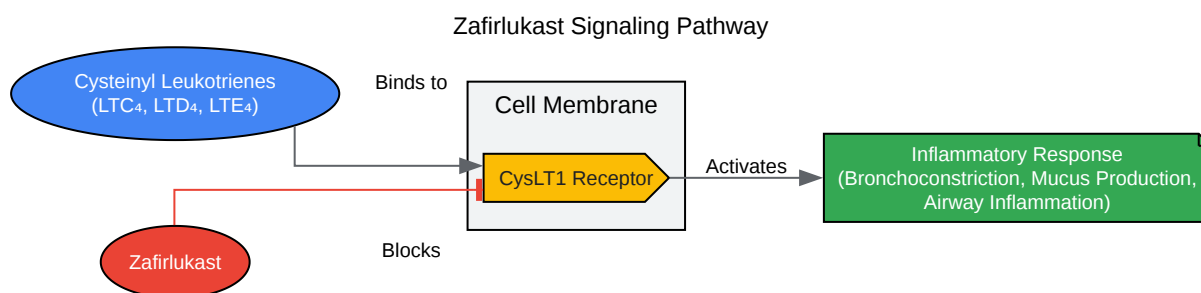 Zafirlukast Signaling Pathway
Cysteinyl Leukotrienes
(LTC₄, LTD₄, LTE₄)
Binds to
Cell Membrane
CysLT1 Receptor
Activates
Inflammatory Response
(Bronchoconstriction, Mucus Production,
Airway Inflammation)
Blocks
Zafirlukast